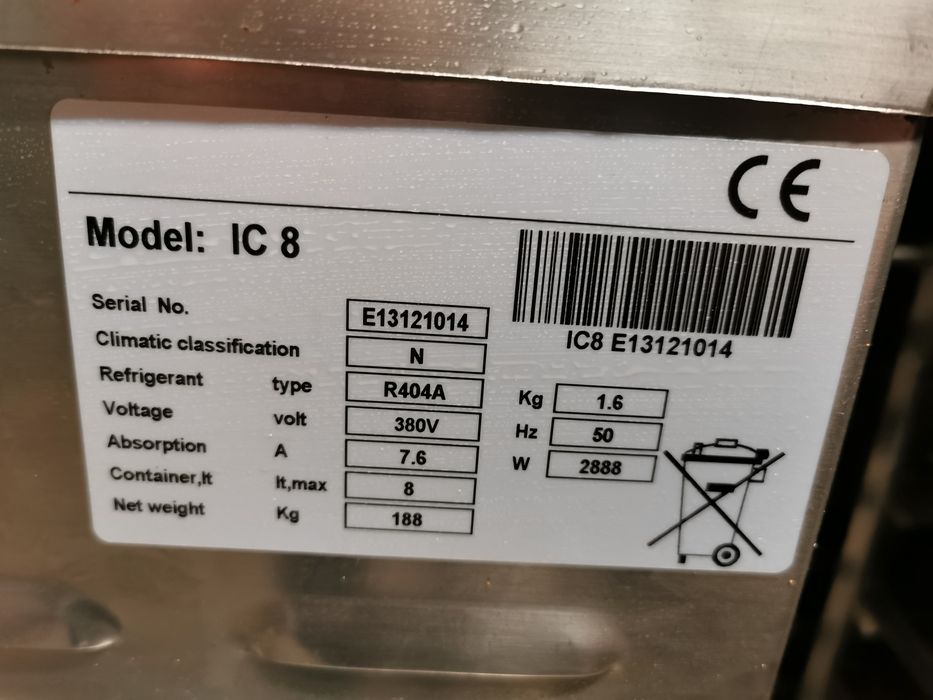 CE
Model: IC 8
IC8 E13121014
Serial No. E13121014
Climatic classification N
Refrigerant type R404A Kg 1.6
Voltage volt 380V Hz 50
Absorption A 7.6 W 2888
Container,lt lt,max 8
Net weight Kg 188